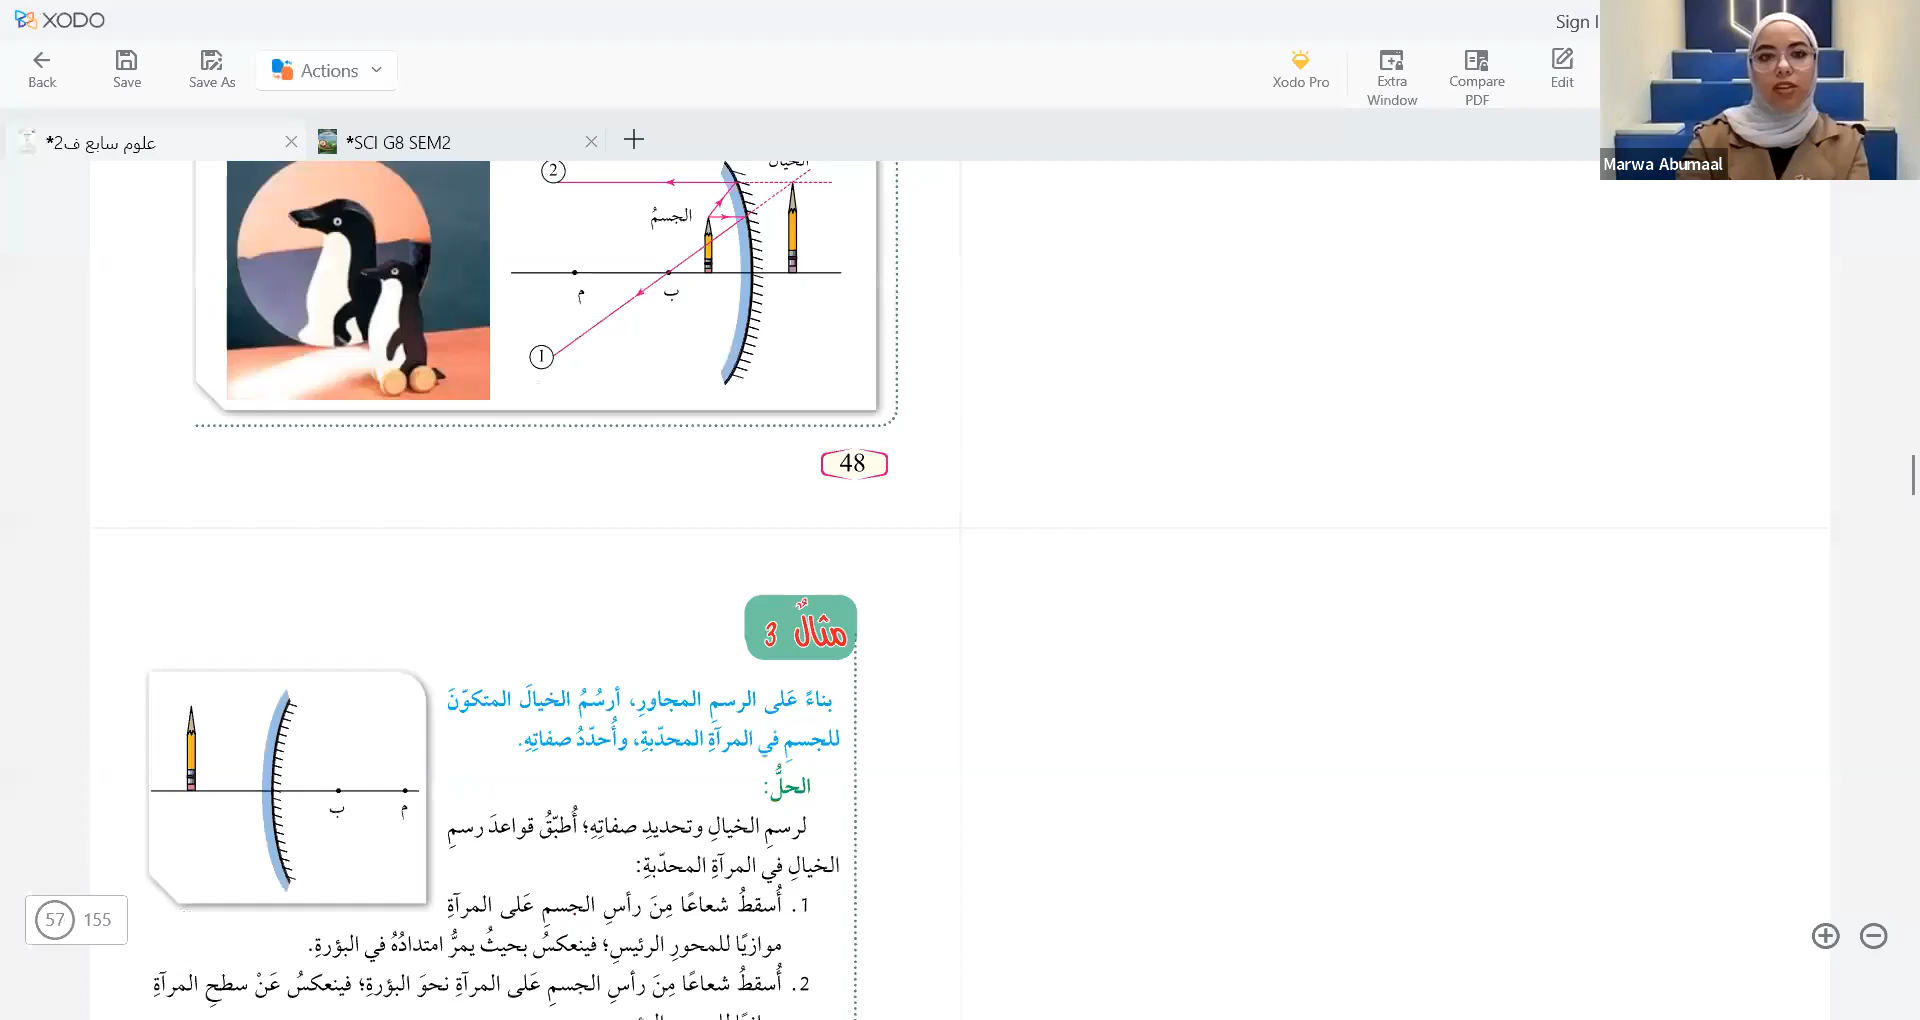 XODO
Sign I
Back
Save
Save As
Actions
Xodo Pro
Extra Window
Compare PDF
Edit
Marwa Abumaal
*علوم سابع ف2
*SCI G8 SEM2
الخيال
2
الجسمُ
م
ب
1
48
مثالٌ 3
بناءً عَلى الرسمِ المجاورِ، أرسُمُ الخيالَ المتكوّنَ
للجسمِ في المرآةِ المحدّبةِ، وأُحدّدُ صفاتِهِ.
الحلُّ:
ب
م
لرسمِ الخيالِ وتحديدِ صفاتِهِ؛ أُطبّقُ قواعدَ رسمِ
الخيالِ في المرآةِ المحدّبةِ:
1. أُسقطُ شعاعًا مِنَ رأسِ الجسمِ عَلى المرآةِ
موازيًا للمحورِ الرئيسِ؛ فينعكسُ بحيثُ يمرُّ امتدادُهُ في البؤرةِ.
2. أُسقطُ شعاعًا مِنَ رأسِ الجسمِ عَلى المرآةِ نحوَ البؤرةِ؛ فينعكسُ عَنْ سطحِ المرآةِ
57 155